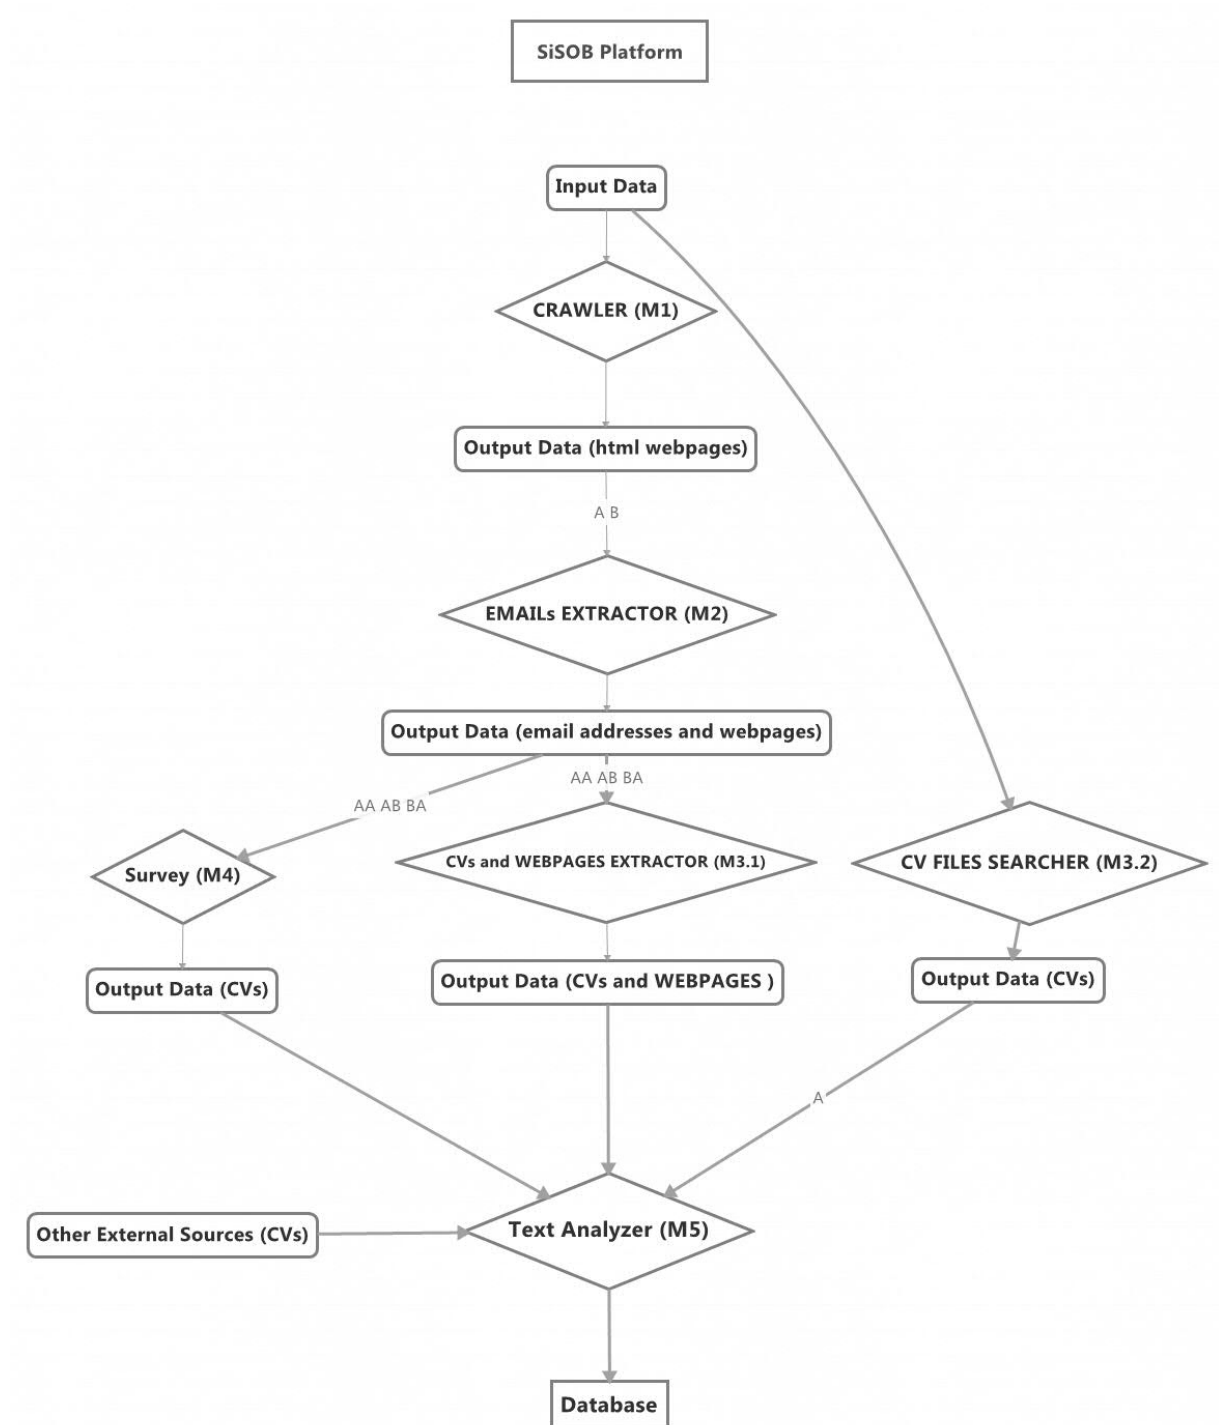 SiSOB Platform
Input Data
CRAWLER (M1)
Output Data (html webpages)
A B
EMAILs EXTRACTOR (M2)
Output Data (email addresses and webpages)
AA AB BA
AA AB BA
Survey (M4)
CVs and WEBPAGES EXTRACTOR (M3.1)
CV FILES SEARCHER (M3.2)
Output Data (CVs)
Output Data (CVs and WEBPAGES )
Output Data (CVs)
A
Other External Sources (CVs)
Text Analyzer (M5)
Database